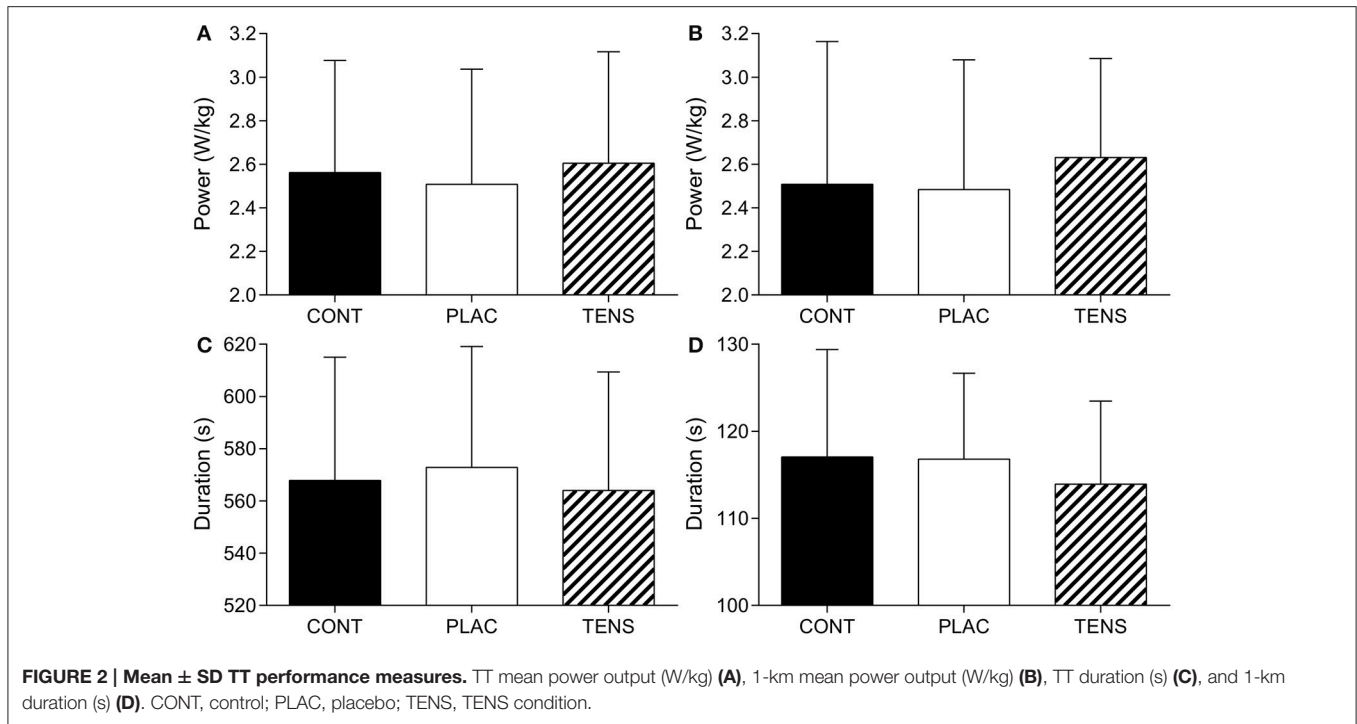 A
3.2
3.0
2.8
2.6
2.4
2.2
2.0
Power (W/kg)
CONT PLAC TENS
B
3.2
3.0
2.8
2.6
2.4
2.2
2.0
Power (W/kg)
CONT PLAC TENS
C
620
600
580
560
540
520
Duration (s)
CONT PLAC TENS
D
130
120
110
100
Duration (s)
CONT PLAC TENS
FIGURE 2 | Mean ± SD TT performance measures. TT mean power output (W/kg) (A), 1-km mean power output (W/kg) (B), TT duration (s) (C), and 1-km
duration (s) (D). CONT, control; PLAC, placebo; TENS, TENS condition.